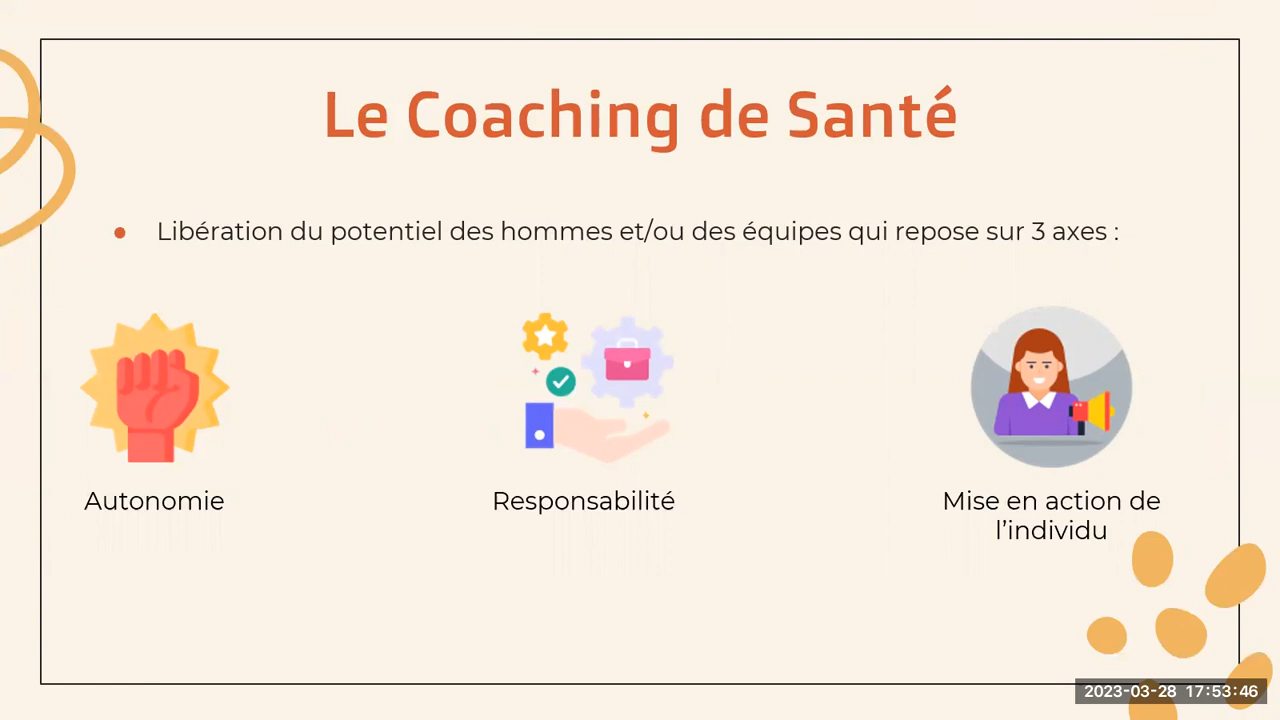 Le Coaching de Santé
• Libération du potentiel des hommes et/ou des équipes qui repose sur 3 axes :
Autonomie
Responsabilité
Mise en action de
l’individu
2023-03-28 17:53:46